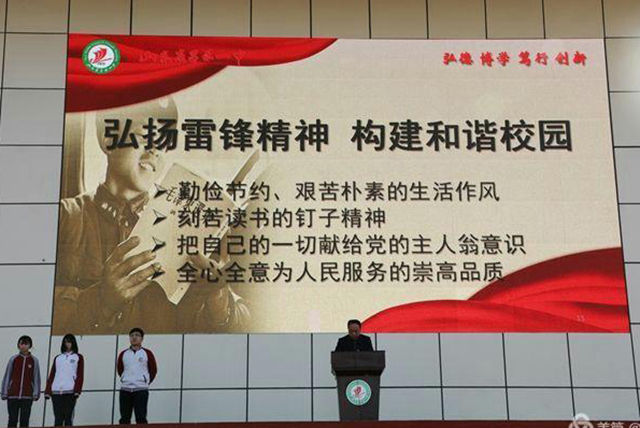 弘德 博学 笃行 创新
弘扬雷锋精神 构建和谐校园
➢ 勤俭节约、艰苦朴素的生活作风
➢ 刻苦读书的钉子精神
➢ 把自己的一切献给党的主人翁意识
➢ 全心全意为人民服务的崇高品质
美篇 @